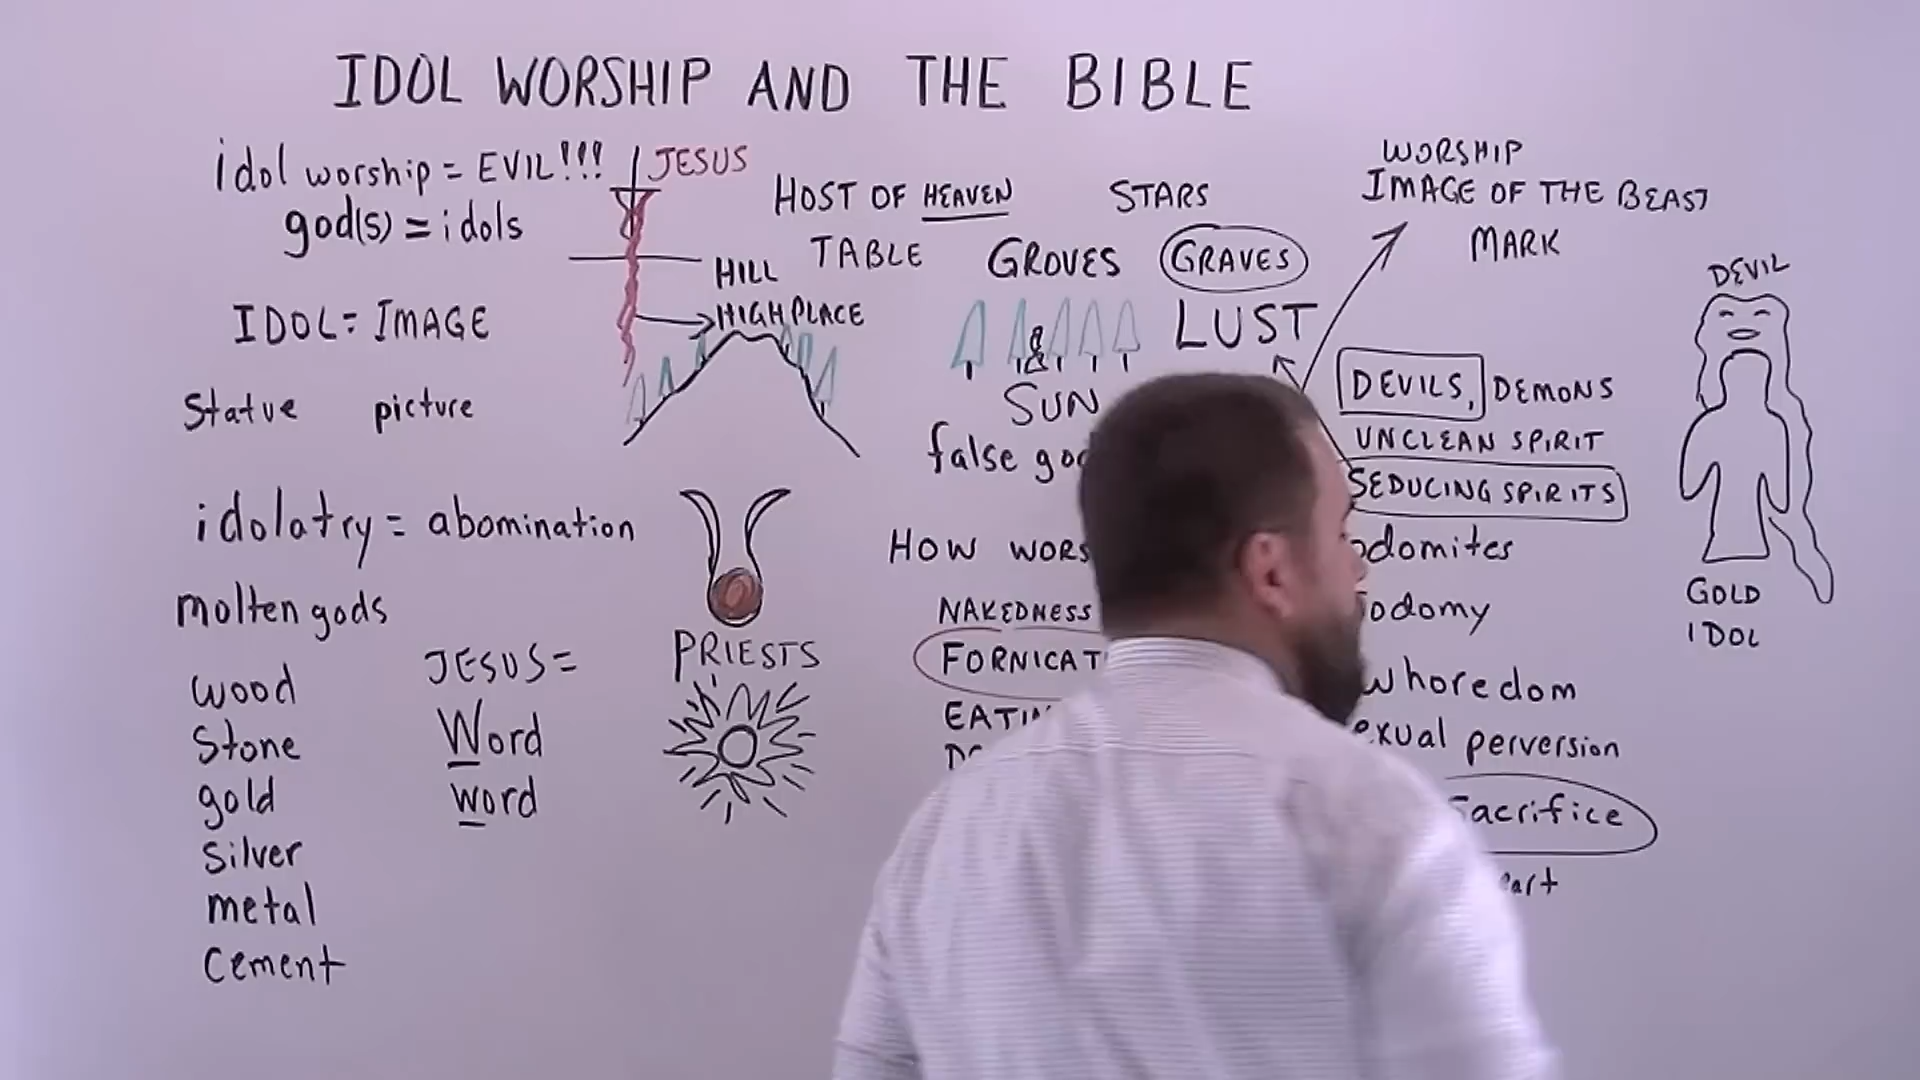 IDOL WORSHIP AND THE BIBLE
idol worship = EVIL!!!
god(s) = idols
IDOL = IMAGE
Statue picture
idolatry = abomination
molten gods
wood
Stone
gold
Silver
metal
Cement
JESUS =
Word
word
JESUS
HILL
HIGH PLACE
PRIESTS
HOST OF HEAVEN
TABLE
STARS
GROVES
GRAVES
LUST
SUN
false
HOW
NAKEDNESS
WORSHIP
IMAGE OF THE BEAST
MARK
DEVILS, DEMONS
UNCLEAN SPIRIT
SEDUCING SPIRITS
whoredom
perversion
Sacrifice
DEVIL
GOLD
IDOL